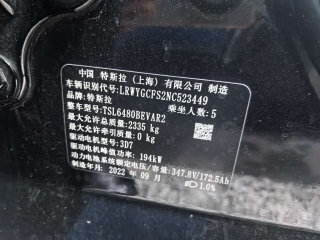 中国 特斯拉（上海）有限公司 制造
车辆识别代号:LRWYGCFS2NC523449
品牌:特斯拉 乘坐人数:5
整车型号:TSL6480BEVAR2
最大允许总质量:2335 kg
最大允许牵引质量:0 kg
驱动电机型号:3D7
驱动电机峰值功率:194kW
动力电池系统额定电压/容量:347.8V/172.5Ah
制造年月:2022 年 09 月
1.0%